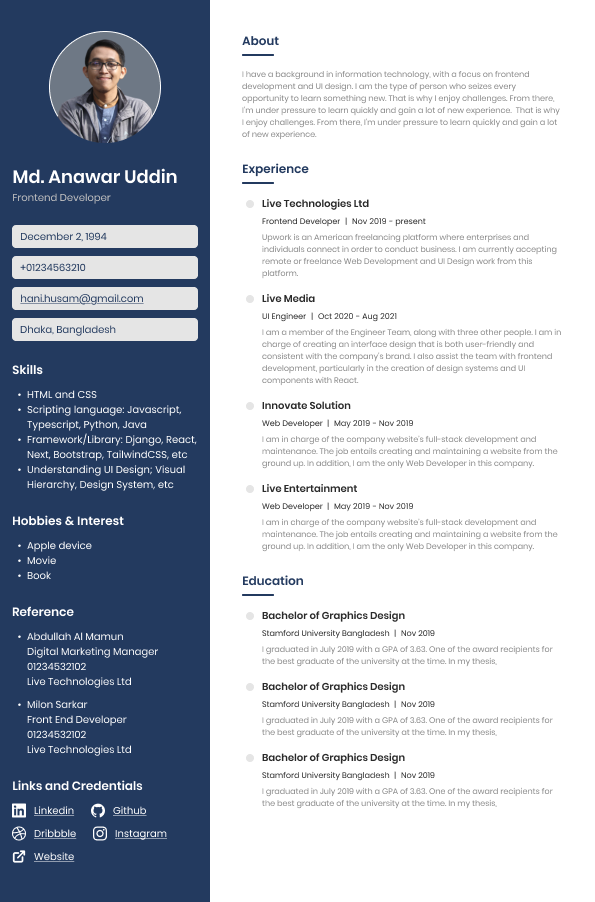 Md. Anawar Uddin
Frontend Developer
December 2, 1994
+01234563210
hani.husam@gmail.com
Dhaka, Bangladesh
Skills
• HTML and CSS
• Scripting language: Javascript,
Typescript, Python, Java
• Framework/Library: Django, React,
Next, Bootstrap, TailwindCSS, etc
• Understanding UI Design; Visual
Hierarchy, Design System, etc
Hobbies & Interest
• Apple device
• Movie
• Book
Reference
• Abdullah Al Mamun
Digital Marketing Manager
01234532102
Live Technologies Ltd
• Milon Sarkar
Front End Developer
01234532102
Live Technologies Ltd
Links and Credentials
Linkedin Github
Dribbble Instagram
Website
About
I have a background in information technology, with a focus on frontend
development and UI design. I am the type of person who seizes every
opportunity to learn something new. That is why I enjoy challenges. From there,
I'm under pressure to learn quickly and gain a lot of new experience. That is why
I enjoy challenges. From there, I'm under pressure to learn quickly and gain a lot
of new experience.
Experience
Live Technologies Ltd
Frontend Developer | Nov 2019 - present
Upwork is an American freelancing platform where enterprises and
individuals connect in order to conduct business. I am currently accepting
remote or freelance Web Development and UI Design work from this
platform.
Live Media
UI Engineer | Oct 2020 - Aug 2021
I am a member of the Engineer Team, along with three other people. I am in
charge of creating an interface design that is both user-friendly and
consistent with the company's brand. I also assist the team with frontend
development, particularly in the creation of design systems and UI
components with React.
Innovate Solution
Web Developer | May 2019 - Nov 2019
I am in charge of the company website's full-stack development and
maintenance. The job entails creating and maintaining a website from the
ground up. In addition, I am the only Web Developer in this company.
Live Entertainment
Web Developer | May 2019 - Nov 2019
I am in charge of the company website's full-stack development and
maintenance. The job entails creating and maintaining a website from the
ground up. In addition, I am the only Web Developer in this company.
Education
Bachelor of Graphics Design
Stamford University Bangladesh | Nov 2019
I graduated in July 2019 with a GPA of 3.63. One of the award recipients for
the best graduate of the university at the time. In my thesis,
Bachelor of Graphics Design
Stamford University Bangladesh | Nov 2019
I graduated in July 2019 with a GPA of 3.63. One of the award recipients for
the best graduate of the university at the time. In my thesis,
Bachelor of Graphics Design
Stamford University Bangladesh | Nov 2019
I graduated in July 2019 with a GPA of 3.63. One of the award recipients for
the best graduate of the university at the time. In my thesis,